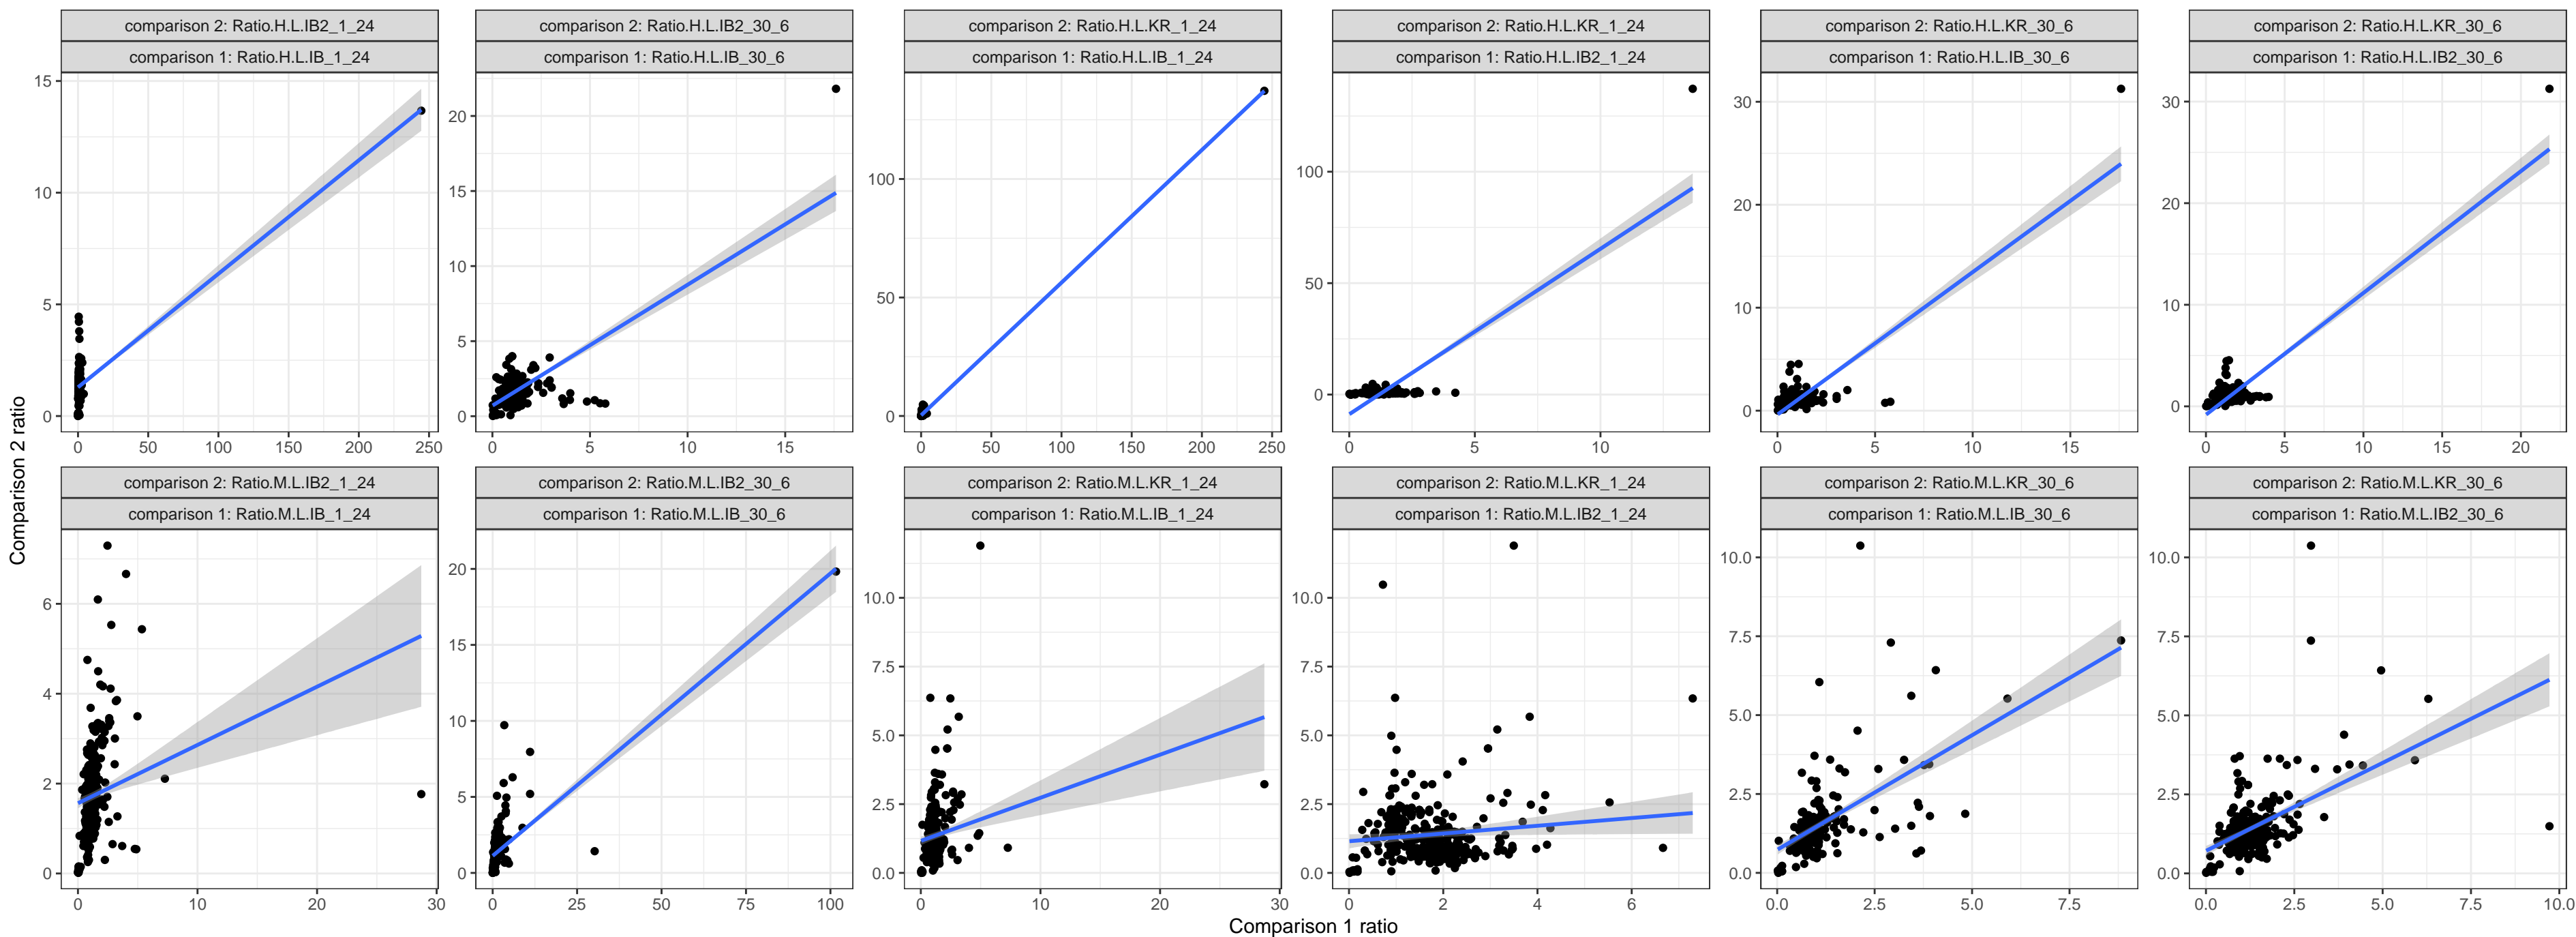 comparison 2: Ratio.H.L.IB2_1_24
comparison 1: Ratio.H.L.IB_1_24
15
10
5
0
0 50 100 150 200 250
comparison 2: Ratio.H.L.IB2_30_6
comparison 1: Ratio.H.L.IB_30_6
20
15
10
5
0
0 5 10 15
comparison 2: Ratio.H.L.KR_1_24
comparison 1: Ratio.H.L.IB_1_24
100
50
0
0 50 100 150 200 250
comparison 2: Ratio.H.L.KR_1_24
comparison 1: Ratio.H.L.IB2_1_24
100
50
0
0 5 10
comparison 2: Ratio.H.L.KR_30_6
comparison 1: Ratio.H.L.IB_30_6
30
20
10
0
0 5 10 15
comparison 2: Ratio.H.L.KR_30_6
comparison 1: Ratio.H.L.IB2_30_6
30
20
10
0
0 5 10 15 20
Comparison 2 ratio
comparison 2: Ratio.M.L.IB2_1_24
comparison 1: Ratio.M.L.IB_1_24
6
4
2
0
0 10 20 30
comparison 2: Ratio.M.L.IB2_30_6
comparison 1: Ratio.M.L.IB_30_6
20
15
10
5
0
0 25 50 75 100
comparison 2: Ratio.M.L.KR_1_24
comparison 1: Ratio.M.L.IB_1_24
10.0
7.5
5.0
2.5
0.0
0 10 20 30
comparison 2: Ratio.M.L.KR_1_24
comparison 1: Ratio.M.L.IB2_1_24
10.0
7.5
5.0
2.5
0.0
0 2 4 6
comparison 2: Ratio.M.L.KR_30_6
comparison 1: Ratio.M.L.IB_30_6
10.0
7.5
5.0
2.5
0.0
0.0 2.5 5.0 7.5
comparison 2: Ratio.M.L.KR_30_6
comparison 1: Ratio.M.L.IB2_30_6
10.0
7.5
5.0
2.5
0.0
0.0 2.5 5.0 7.5 10.0
Comparison 1 ratio